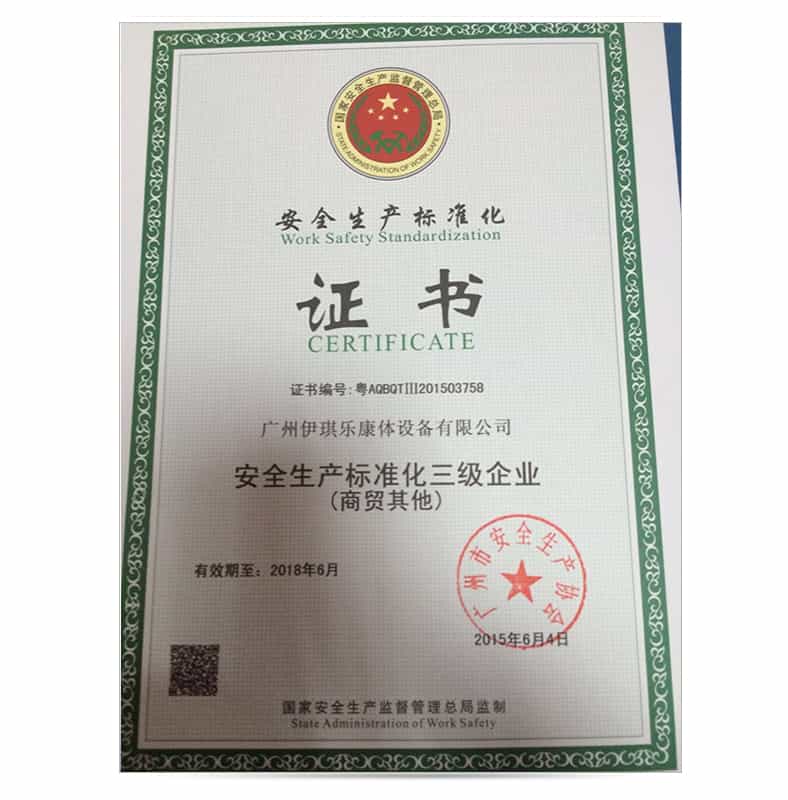 国家安全生产监督管理总局
STATE ADMINISTRATION OF WORK SAFETY
安全生产标准化
Work Safety Standardization
证书
CERTIFICATE
证书编号:粤AQBQTⅢ201503758
广州伊琪乐康体设备有限公司
安全生产标准化三级企业
(商贸其他)
广州市安全生产协会
有效期至：2018年6月
2015年6月4日
国家安全生产监督管理总局监制
State Administration of Work Safety